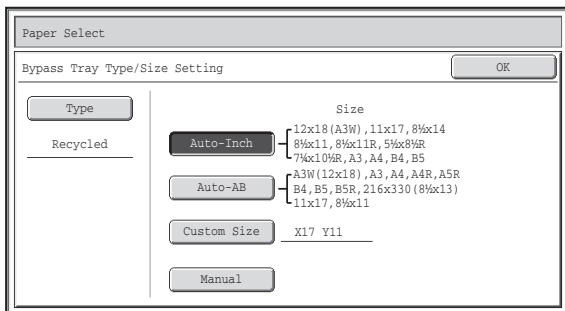 Paper Select
Bypass Tray Type/Size Setting
OK
Type
Recycled
Size
Auto-Inch
12x18(A3W),11x17,8½x14
8½x11,8½x11R,5½x8½R
7¼x10½R,A3,A4,B4,B5
Auto-AB
A3W(12x18),A3,A4,A4R,A5R
B4,B5,B5R,216x330(8½x13)
11x17,8½x11
Custom Size
X17 Y11
Manual